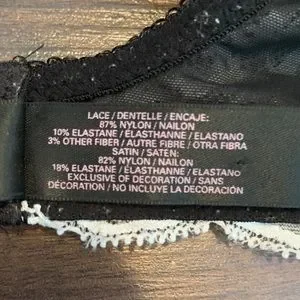 LACE / DENTELLE / ENCAJE:
87% NYLON / NAILON
10% ELASTANE / ÉLASTHANNE / ELASTANO
3% OTHER FIBER / AUTRE FIBRE / OTRA FIBRA
SATIN / SATEN:
82% NYLON / NAILON
18% ELASTANE / ÉLASTHANNE / ELASTANO
EXCLUSIVE OF DECORATION / SANS
DÉCORATION / NO INCLUYE LA DECORACIÓN